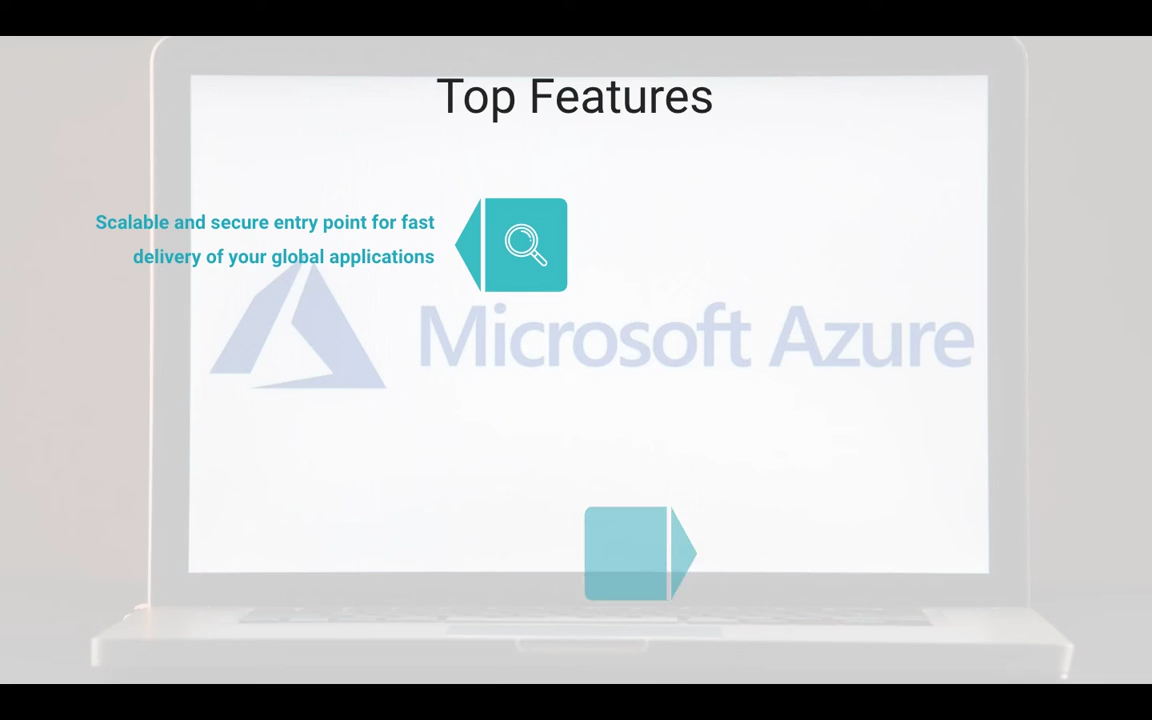 Top Features
Scalable and secure entry point for fast
delivery of your global applications
Microsoft Azure